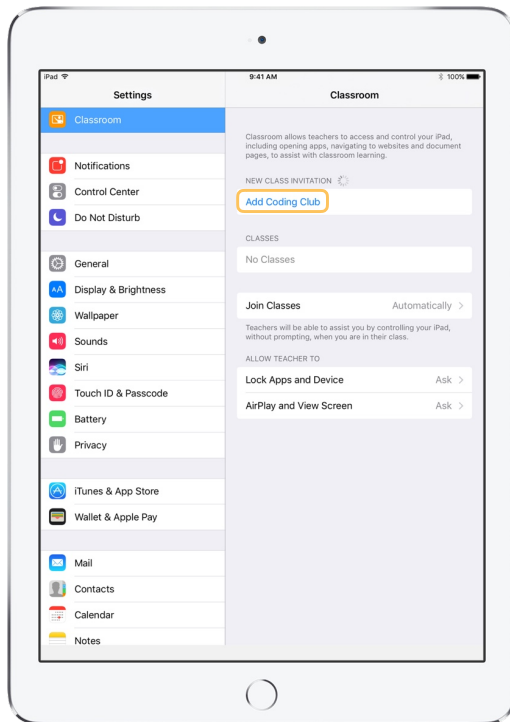 iPad
9:41 AM
100%
Settings
Classroom
Classroom
Notifications
Control Center
Do Not Disturb
General
AA
Display & Brightness
Wallpaper
Sounds
Siri
Touch ID & Passcode
Battery
Privacy
iTunes & App Store
Wallet & Apple Pay
Mail
Contacts
Calendar
Notes
Classroom allows teachers to access and control your iPad,
including opening apps, navigating to websites and document
pages, to assist with classroom learning.
NEW CLASS INVITATION
Add Coding Club
CLASSES
No Classes
Join Classes Automatically
Teachers will be able to assist you by controlling your iPad,
without prompting, when you are in their class.
ALLOW TEACHER TO
Lock Apps and Device Ask
AirPlay and View Screen Ask